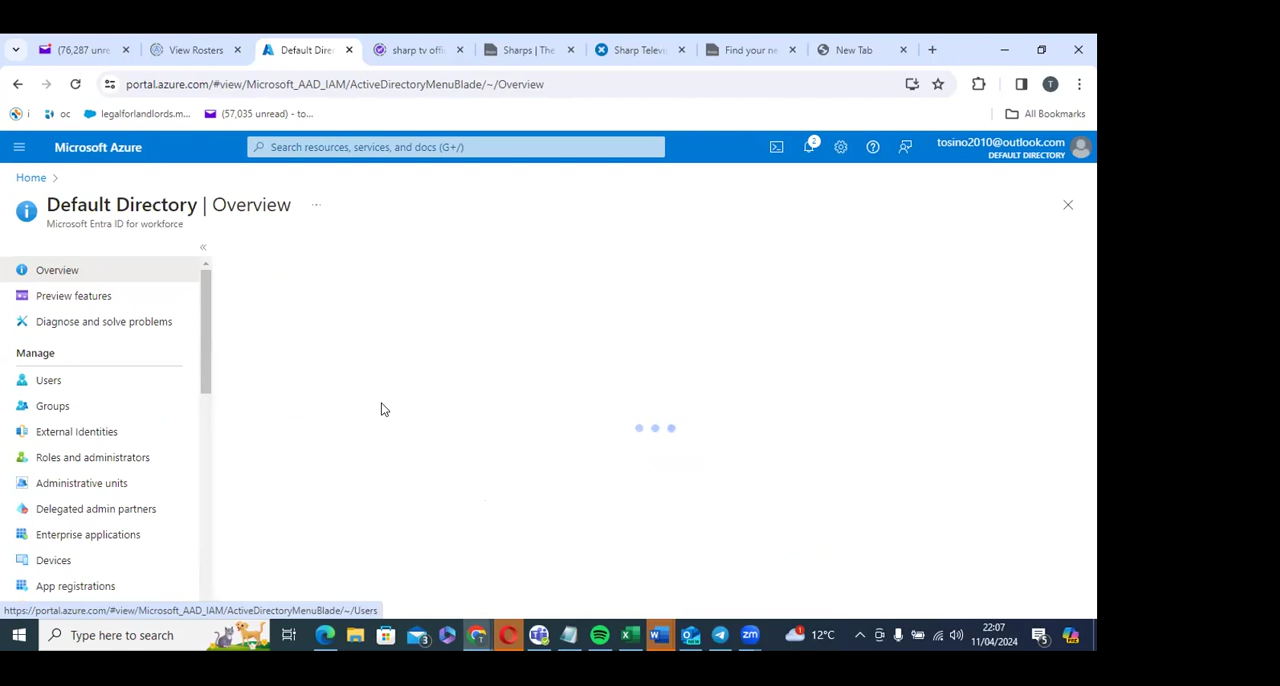 (76,287 unre
View Rosters
Default Dire
sharp tv offi
Sharps | The
Sharp Televi
Find your ne
New Tab
portal.azure.com/#view/Microsoft_AAD_IAM/ActiveDirectoryMenuBlade/~/Overview
T
i
oc
legalforlandlords.m...
(57,035 unread) - to...
All Bookmarks
Microsoft Azure
Search resources, services, and docs (G+/)
2
tosino2010@outlook.com
DEFAULT DIRECTORY
Home >
Default Directory | Overview ...
Microsoft Entra ID for workforce
«
Overview
Preview features
Diagnose and solve problems
Manage
Users
Groups
External Identities
Roles and administrators
Administrative units
Delegated admin partners
Enterprise applications
Devices
App registrations
https://portal.azure.com/#view/Microsoft_AAD_IAM/ActiveDirectoryMenuBlade/~/Users
Type here to search
3
zm
12°C
22:07
11/04/2024
5